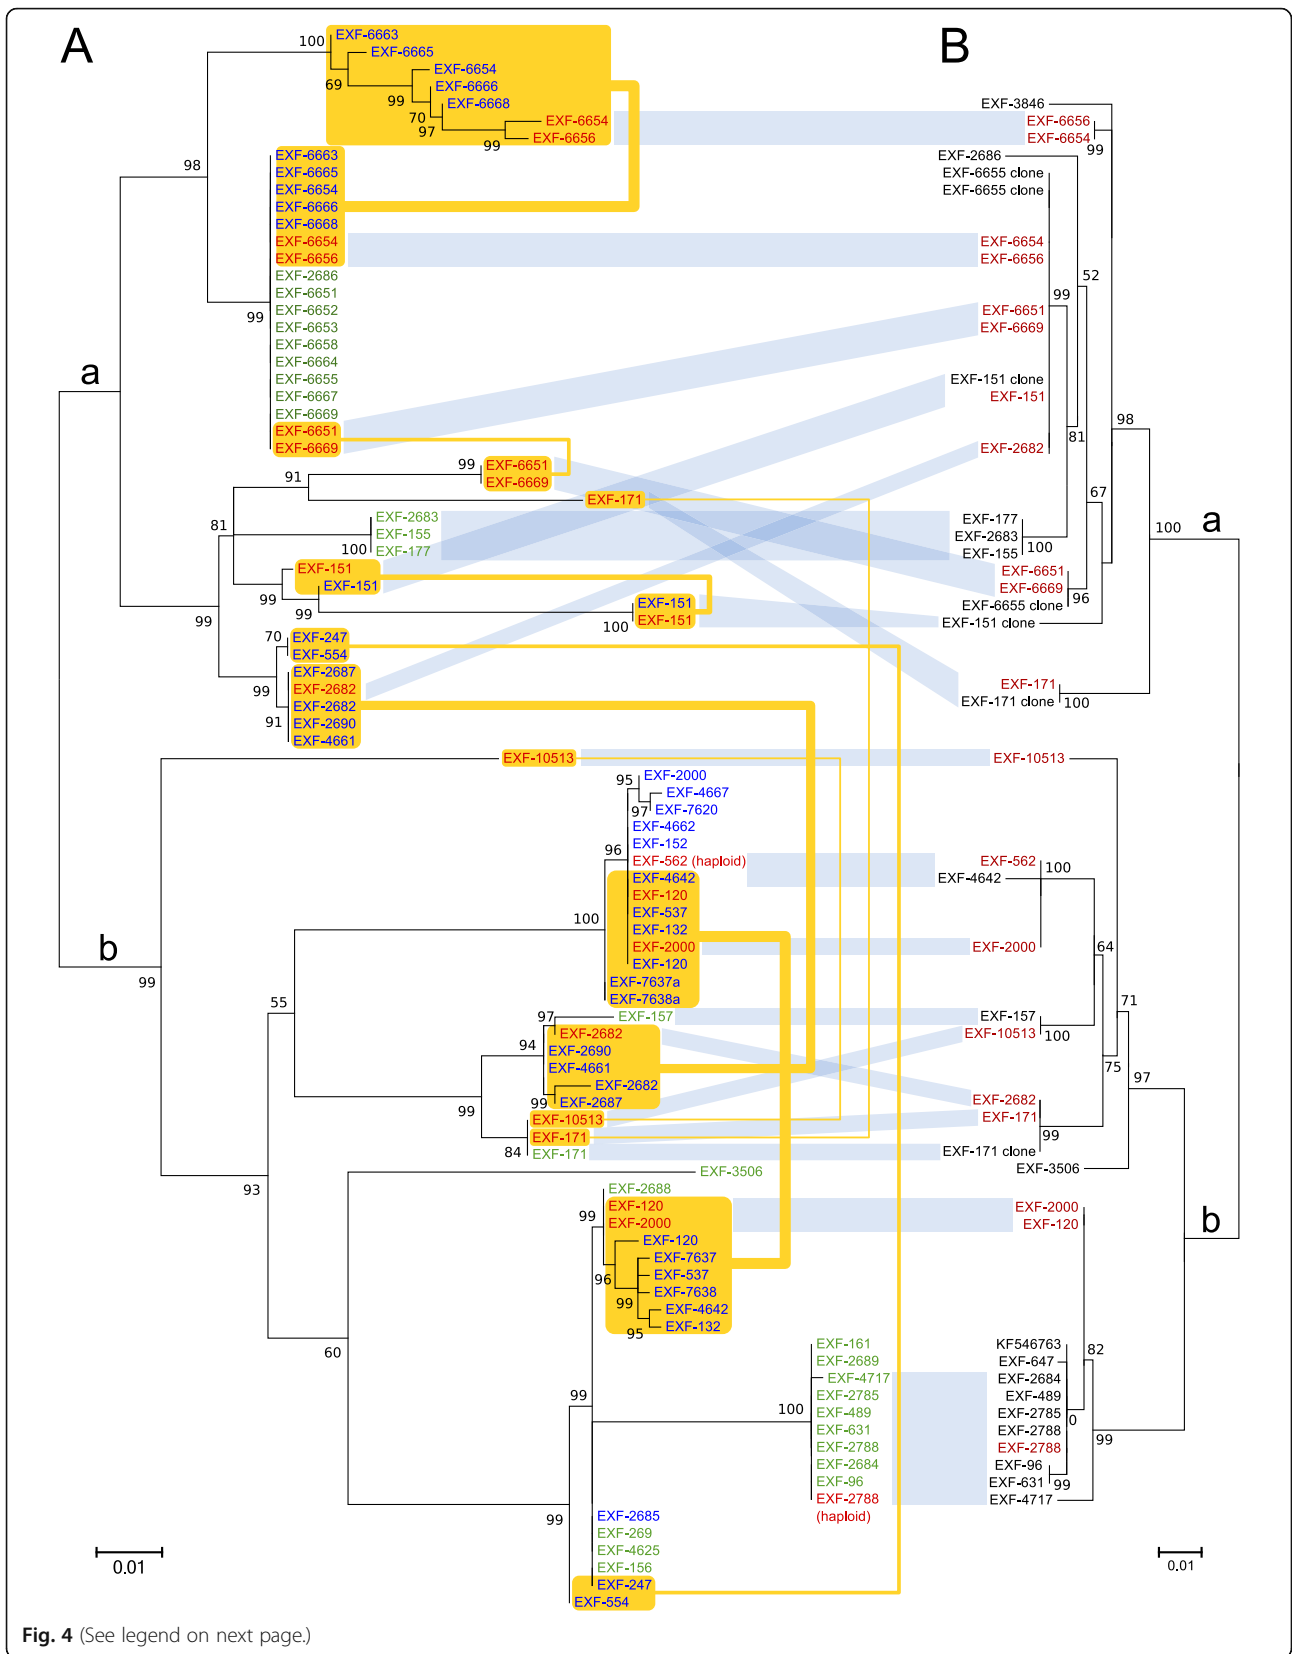 A
100
EXF-6663
EXF-6665
69
EXF-6654
99
EXF-6666
70
EXF-6668
97
EXF-6654
99
EXF-6656
98
EXF-6663
EXF-6665
EXF-6654
EXF-6666
EXF-6668
EXF-6654
EXF-6656
EXF-2686
EXF-6651
EXF-6652
99
EXF-6653
EXF-6658
EXF-6664
EXF-6655
EXF-6667
EXF-6669
EXF-6651
EXF-6669
a
91
99
EXF-6651
EXF-6669
EXF-171
81
EXF-2683
EXF-155
100
EXF-177
EXF-151
EXF-151
99
99
EXF-151
100
EXF-151
99
70
EXF-247
EXF-554
EXF-2687
99
EXF-2682
EXF-2682
91
EXF-2690
EXF-4661
b
99
EXF-10513
95
EXF-2000
EXF-4667
97
EXF-7620
EXF-4662
EXF-152
96
EXF-562 (haploid)
EXF-4642
EXF-120
EXF-537
100
EXF-132
EXF-2000
EXF-120
EXF-7637a
EXF-7638a
55
97
EXF-157
EXF-2682
94
EXF-2690
EXF-4661
EXF-2682
99
EXF-2687
99
EXF-10513
EXF-171
84
EXF-171
93
EXF-3506
EXF-2688
99
EXF-120
EXF-2000
EXF-120
96
EXF-7637
EXF-537
99
EXF-7638
EXF-4642
95
EXF-132
60
EXF-161
EXF-2689
EXF-4717
99
EXF-2785
100
EXF-489
EXF-631
EXF-2788
EXF-2684
EXF-96
EXF-2788
(haploid)
99
EXF-2685
EXF-269
EXF-4625
EXF-156
EXF-247
EXF-554
0.01
B
EXF-3846
EXF-6656
EXF-6654
99
EXF-2686
EXF-6655 clone
EXF-6655 clone
EXF-6654
EXF-6656
52
99
EXF-6651
EXF-6669
EXF-151 clone
EXF-151
98
81
EXF-2682
67
EXF-177
EXF-2683
100
EXF-155
100
a
EXF-6651
EXF-6669
96
EXF-6655 clone
EXF-151 clone
EXF-171
EXF-171 clone
100
EXF-10513
EXF-562
100
EXF-4642
EXF-2000
64
71
EXF-157
EXF-10513
100
75
97
EXF-2682
EXF-171
99
EXF-171 clone
EXF-3506
EXF-2000
EXF-120
b
KF546763
82
EXF-647
EXF-2684
EXF-489
EXF-2785
0
EXF-2788
99
EXF-2788
EXF-96
EXF-631
99
EXF-4717
0.01
Fig. 4 (See legend on next page.)